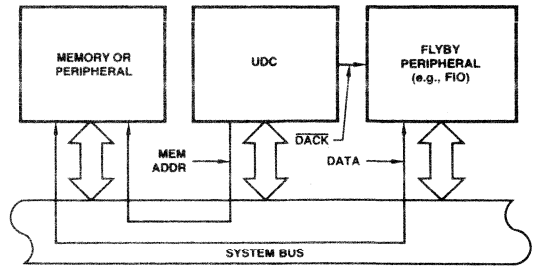 MEMORY OR
PERIPHERAL
UDC
FLYBY
PERIPHERAL
(e.g., FIO)
DACK
MEM
ADDR
DATA
SYSTEM BUS